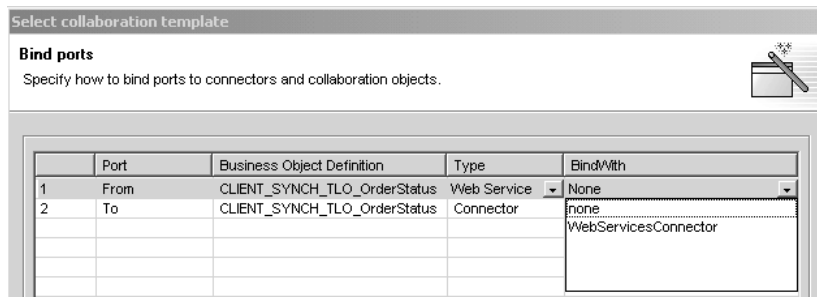 Select collaboration template
Bind ports
Specify how to bind ports to connectors and collaboration objects.
Port Business Object Definition Type BindWith
1 From CLIENT_SYNCH_TLO_OrderStatus Web Service None
2 To CLIENT_SYNCH_TLO_OrderStatus Connector none
WebServicesConnector